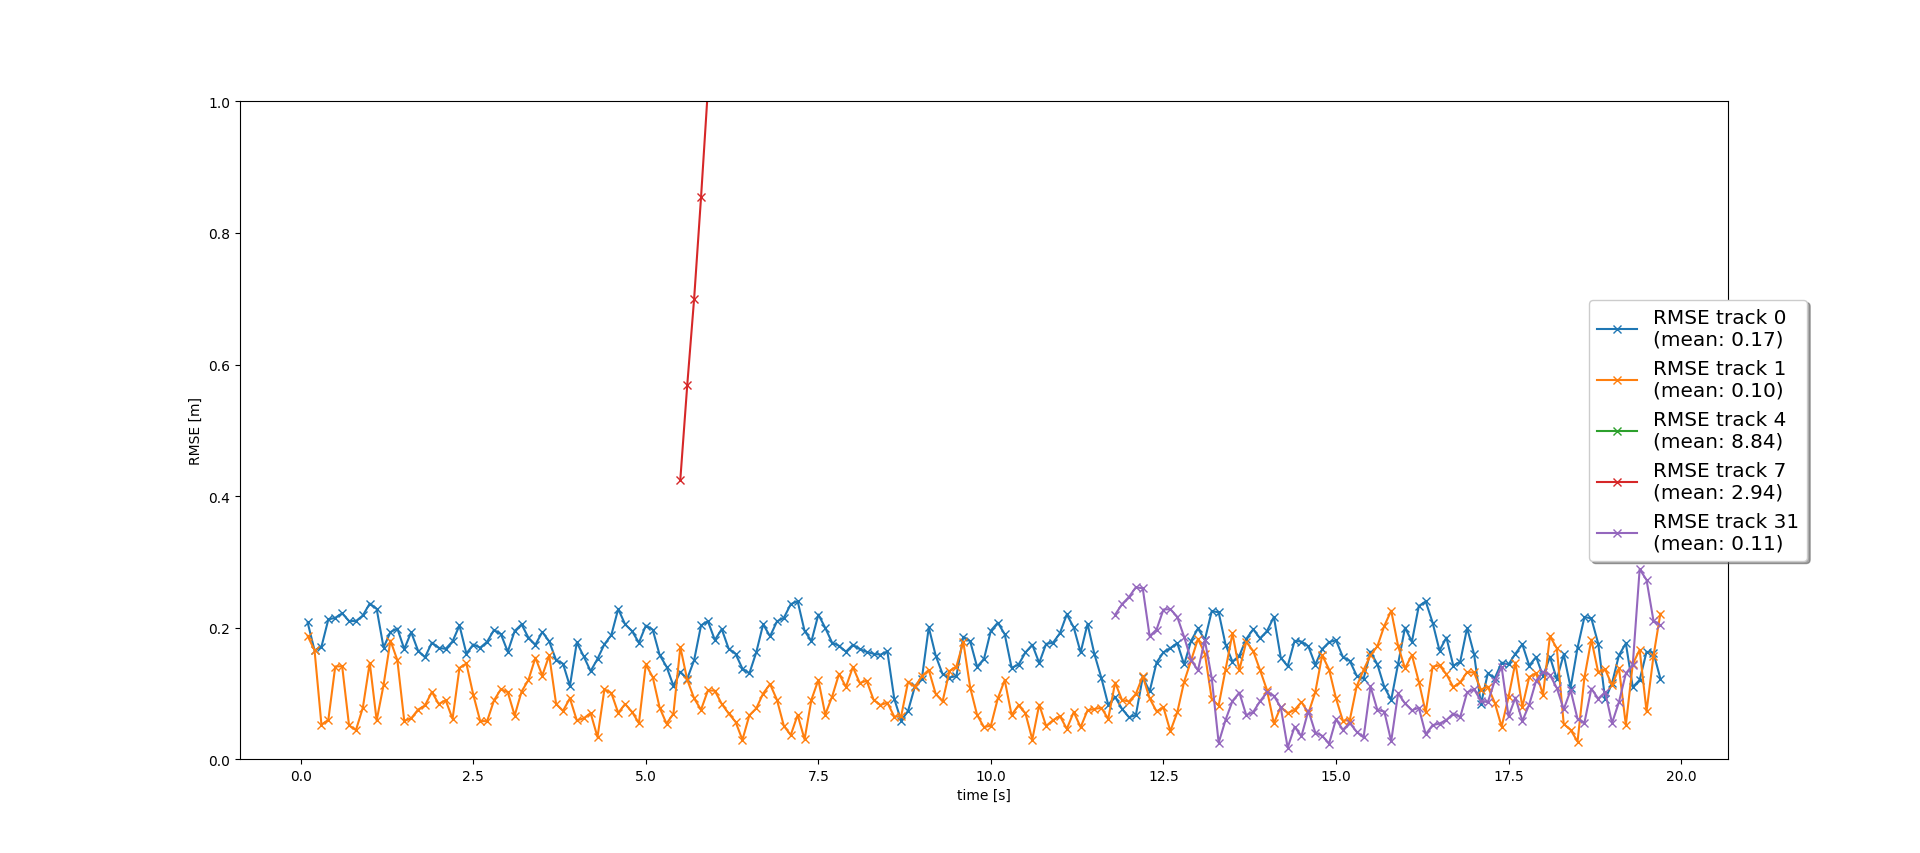 1.0
0.8
0.6
0.4
0.2
0.0
RMSE [m]
0.0 2.5 5.0 7.5 10.0 12.5 15.0 17.5 20.0
time [s]
RMSE track 0
(mean: 0.17)
RMSE track 1
(mean: 0.10)
RMSE track 4
(mean: 8.84)
RMSE track 7
(mean: 2.94)
RMSE track 31
(mean: 0.11)